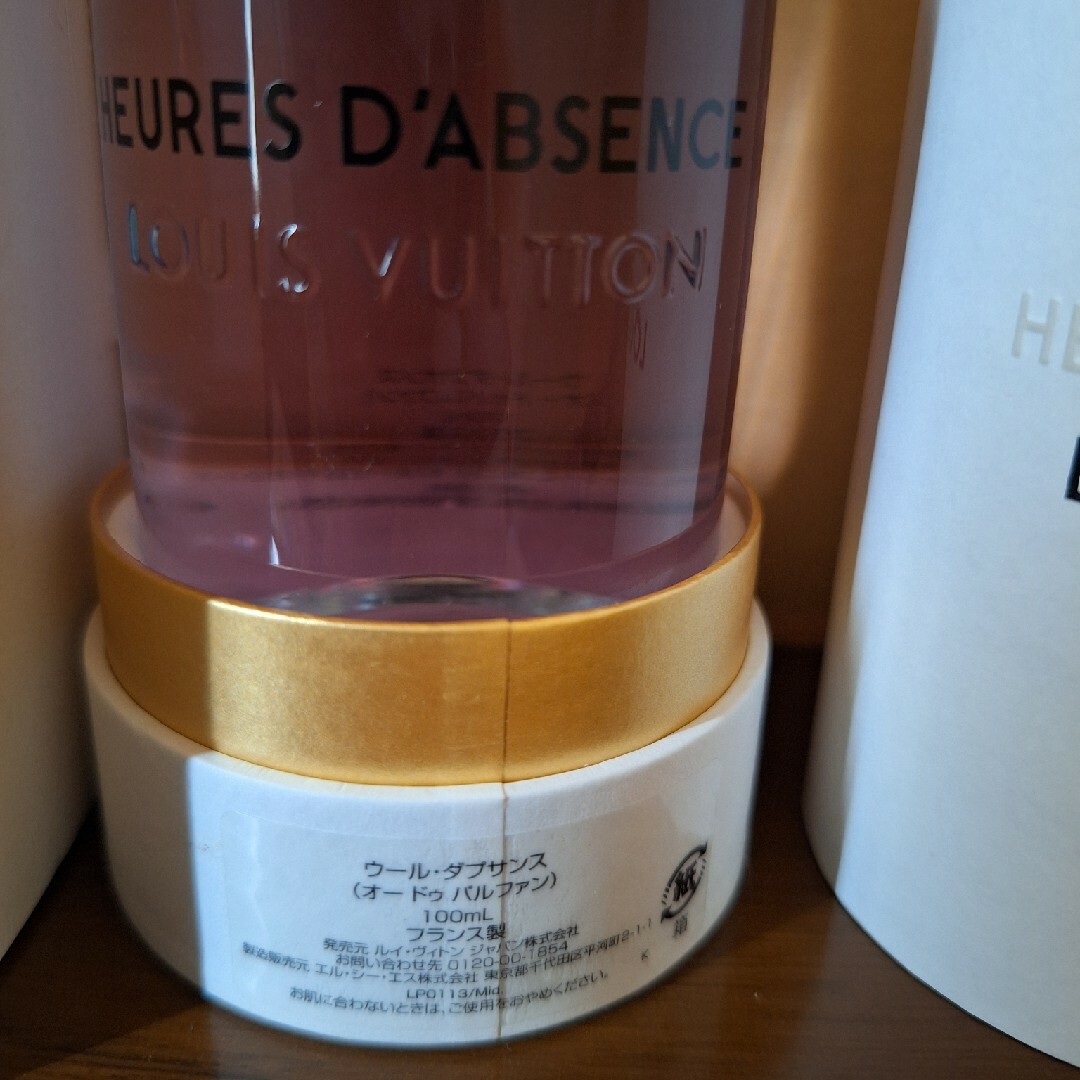 HEURES D'ABSENCE
LOUIS VUITTON
HE
ウール・ダプサンス
(オー ドゥ パルファン)
100mL
フランス製
発売元 ルイ・ヴィトン ジャパン株式会社
お問い合わせ先 0120-00-1854
製造販売元 エル・シー・エス株式会社 東京都千代田区平河町2-1-1
LP0113/Mid.
K
お肌に合わないときは、ご使用をおやめください。
紙
箱